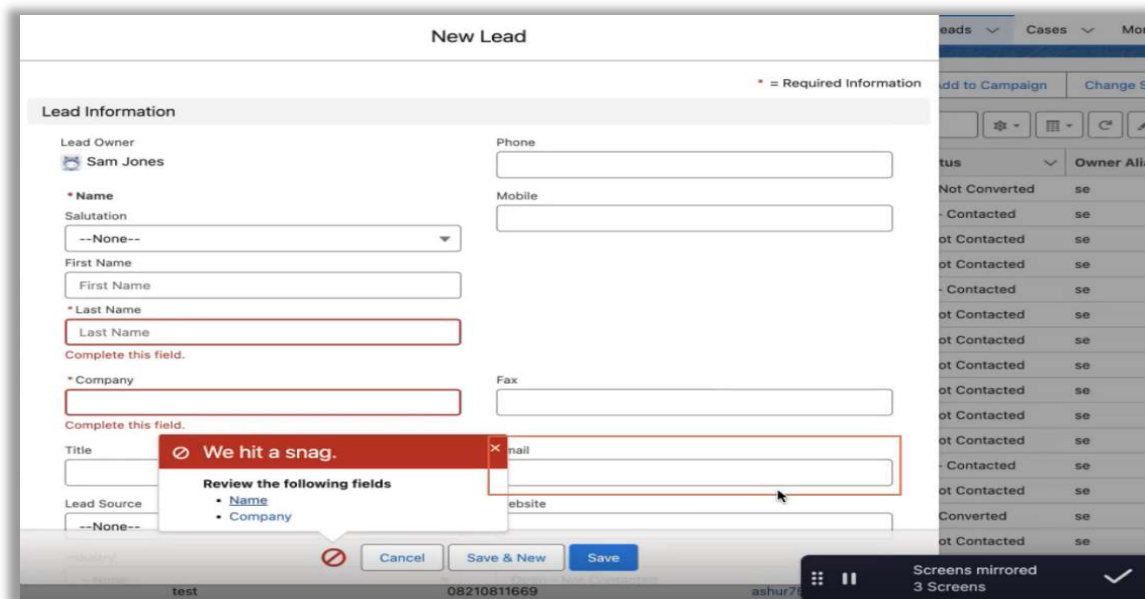 New Lead
eads Cases
* = Required Information
dd to Campaign Change S
Lead Information
Lead Owner
Sam Jones
Phone
* Name
Mobile
Salutation
--None--
First Name
First Name
* Last Name
Last Name
Complete this field.
* Company
Fax
Complete this field.
Title
mail
We hit a snag.
Review the following fields
• Name
• Company
Lead Source
ebsite
--None--
Cancel
Save & New
Save
tus Owner Ali
Not Converted se
- Contacted se
ot Contacted se
ot Contacted se
- Contacted se
ot Contacted se
ot Contacted se
ot Contacted se
ot Contacted se
ot Contacted se
ot Contacted se
- Contacted se
ot Contacted se
Converted se
ot Contacted se
Screens mirrored
3 Screens
test 08210811669